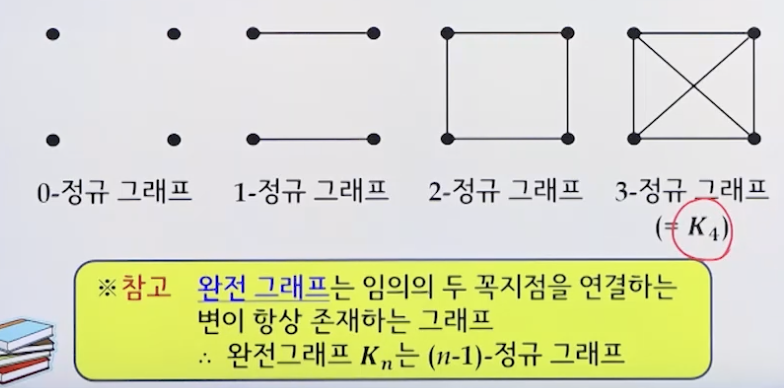 0-정규 그래프 1-정규 그래프 2-정규 그래프 3-정규 그래프
(= K₄)
※참고 완전 그래프는 임의의 두 꼭지점을 연결하는
변이 항상 존재하는 그래프
∴ 완전그래프 Kₙ는 (n-1)-정규 그래프